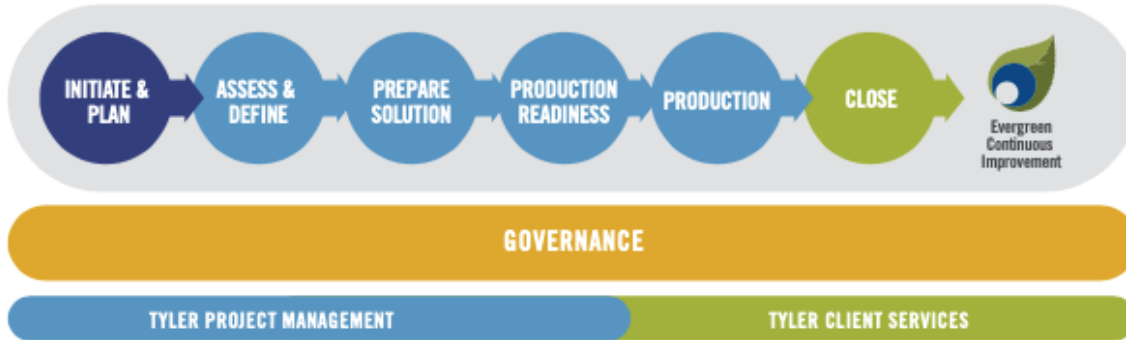 INITIATE &
PLAN
ASSESS &
DEFINE
PREPARE
SOLUTION
PRODUCTION
READINESS
PRODUCTION
CLOSE
Evergreen
Continuous
Improvement
GOVERNANCE
TYLER PROJECT MANAGEMENT
TYLER CLIENT SERVICES